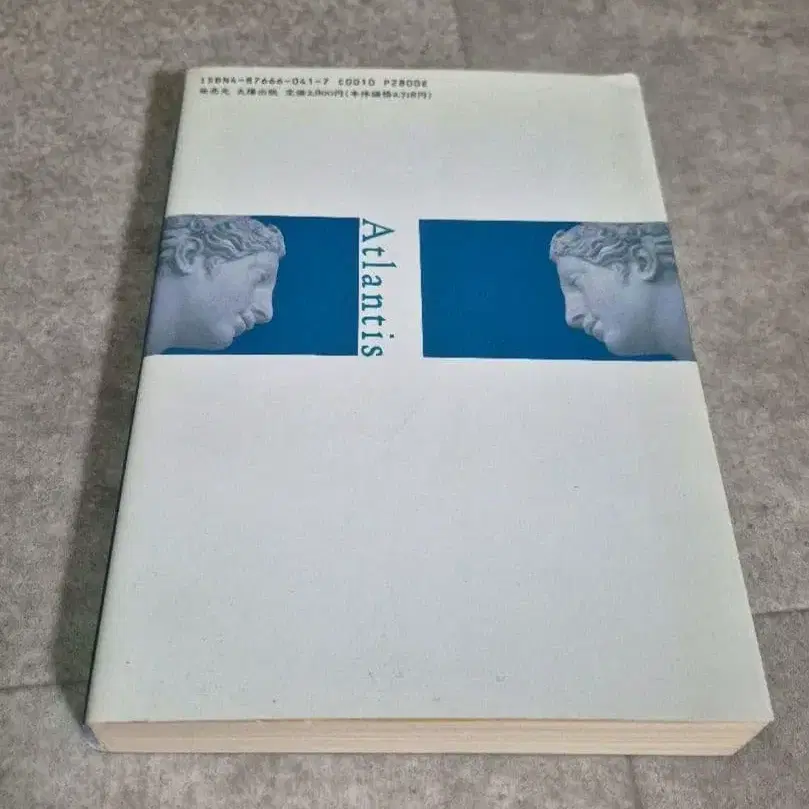 ISBN4-87666-041-7 C0010 P2800E
発売元 太陽出版 定価2,800円(本体価格2,718円)
Atlantis